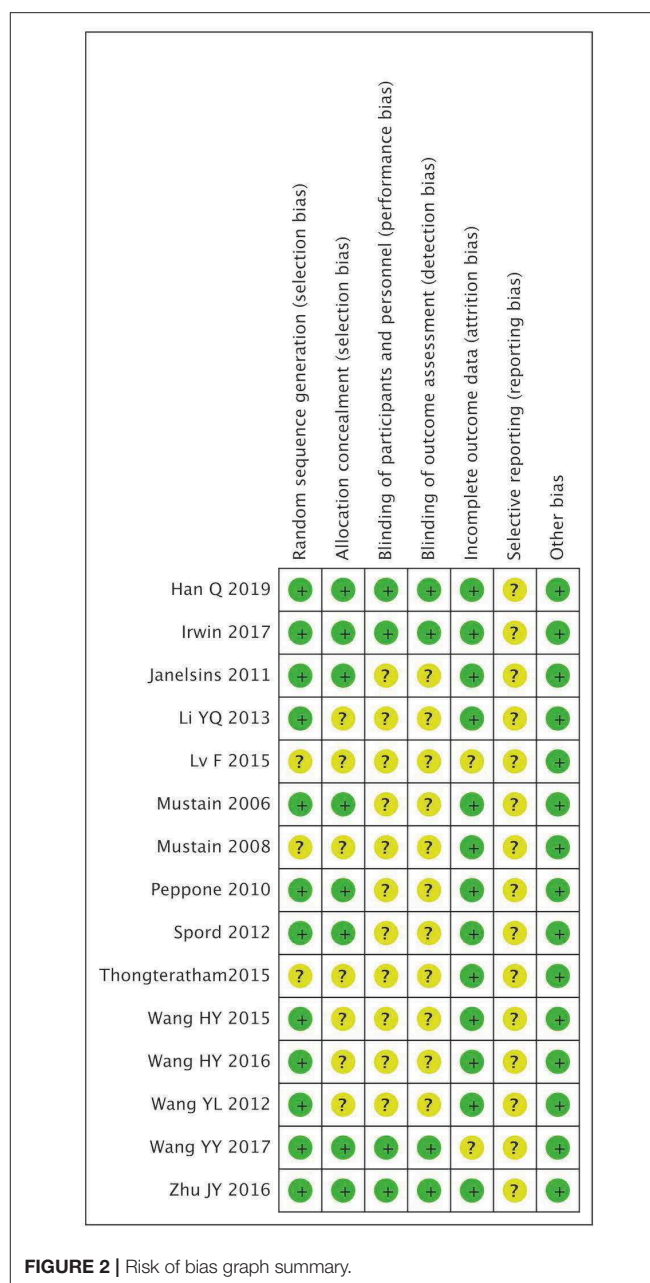 Random sequence generation (selection bias)
Allocation concealment (selection bias)
Blinding of participants and personnel (performance bias)
Blinding of outcome assessment (detection bias)
Incomplete outcome data (attrition bias)
Selective reporting (reporting bias)
Other bias
Han Q 2019 + + + + + ? +
Irwin 2017 + + + + + ? +
Janelsins 2011 + + ? ? + ? +
Li YQ 2013 + ? ? ? + ? +
Lv F 2015 ? ? ? ? ? ? +
Mustain 2006 + + ? ? + ? +
Mustain 2008 ? ? ? ? + ? +
Peppone 2010 + + ? ? + ? +
Spord 2012 + + ? ? + ? +
Thongteratham2015 ? ? ? ? + ? +
Wang HY 2015 + ? ? ? + ? +
Wang HY 2016 + ? ? ? + ? +
Wang YL 2012 + ? ? ? + ? +
Wang YY 2017 + + + + ? ? +
Zhu JY 2016 + + + + + ? +
FIGURE 2 | Risk of bias graph summary.